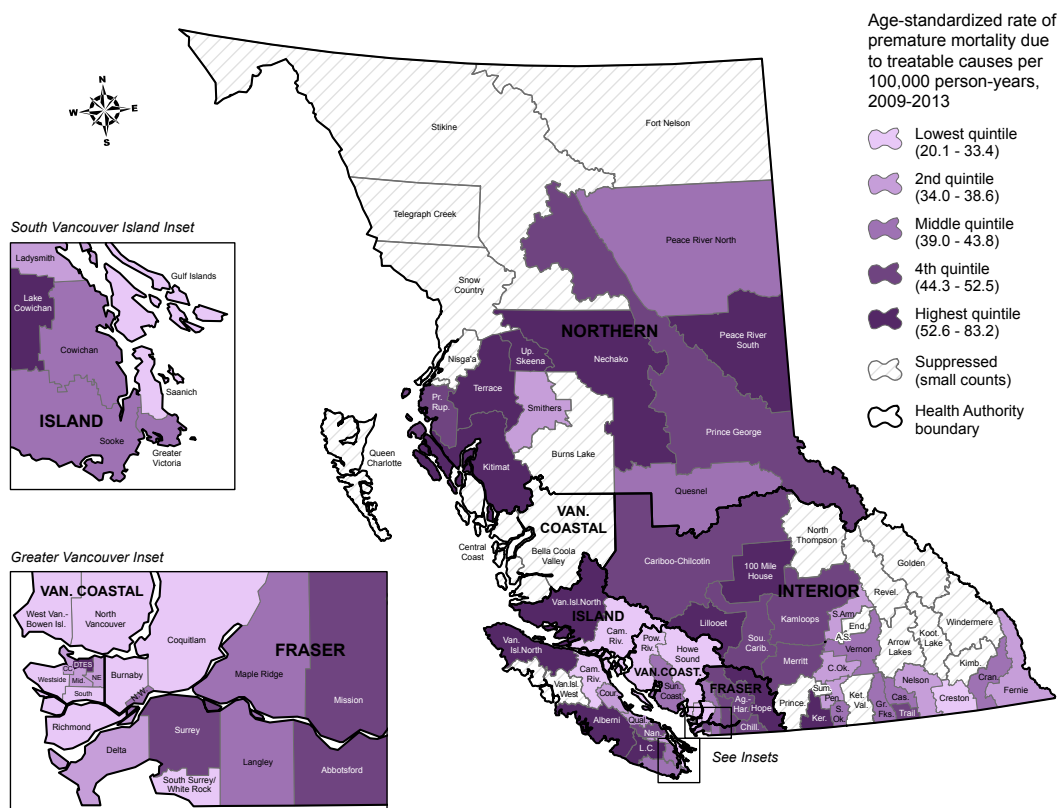 Age-standardized rate of
premature mortality due
to treatable causes per
100,000 person-years,
2009-2013
Lowest quintile
(20.1 - 33.4)
2nd quintile
(34.0 - 38.6)
Middle quintile
(39.0 - 43.8)
4th quintile
(44.3 - 52.5)
Highest quintile
(52.6 - 83.2)
Suppressed
(small counts)
Health Authority
boundary
N
W
E
S
Stikine
Fort Nelson
Telegraph Creek
Snow
Country
Peace River North
Peace River
South
NORTHERN
Nisga'a
Up.
Skeena
Nechako
Terrace
Pr.
Rup.
Smithers
Prince George
Burns Lake
Kitimat
Queen
Charlotte
Quesnel
VAN.
COASTAL
Central
Coast
Bella Coola
Valley
Cariboo-Chilcotin
North
Thompson
Golden
100 Mile
House
INTERIOR
Revel.
Windermere
Van.Isl.North
ISLAND
Lillooet
Kamloops
S.Arm
End.
A.S.
Arrow
Lakes
Koot.
Lake
Van.
Isl.North
Cam.
Riv.
Pow.
Riv.
Howe
Sound
Sou.
Carib.
Vernon
Merritt
C.Ok.
Kimb.
Van.Isl.
West
Cam.
Riv.
Cour.
VAN.COAST.
Sun.
Coast
FRASER
Ag.-
Har.
Hope
Prince.
Sum.
Pen.
Ket.
Val.
Nelson
Creston
Cran.
Fernie
Alberni
Qual.
Nan.
L.C.
Chill.
Ker.
S.
Ok.
Gr.
Fks.
Cas.
Trail
See Insets
South Vancouver Island Inset
Ladysmith
Gulf Islands
Lake
Cowichan
Cowichan
Saanich
ISLAND
Sooke
Greater
Victoria
Greater Vancouver Inset
VAN. COASTAL
West Van.-
Bowen Isl.
North
Vancouver
Coquitlam
FRASER
CC
DTES
Westside
Mid.
NE
South
Burnaby
N.W.
Maple Ridge
Mission
Richmond
Delta
Surrey
Langley
Abbotsford
South Surrey/
White Rock